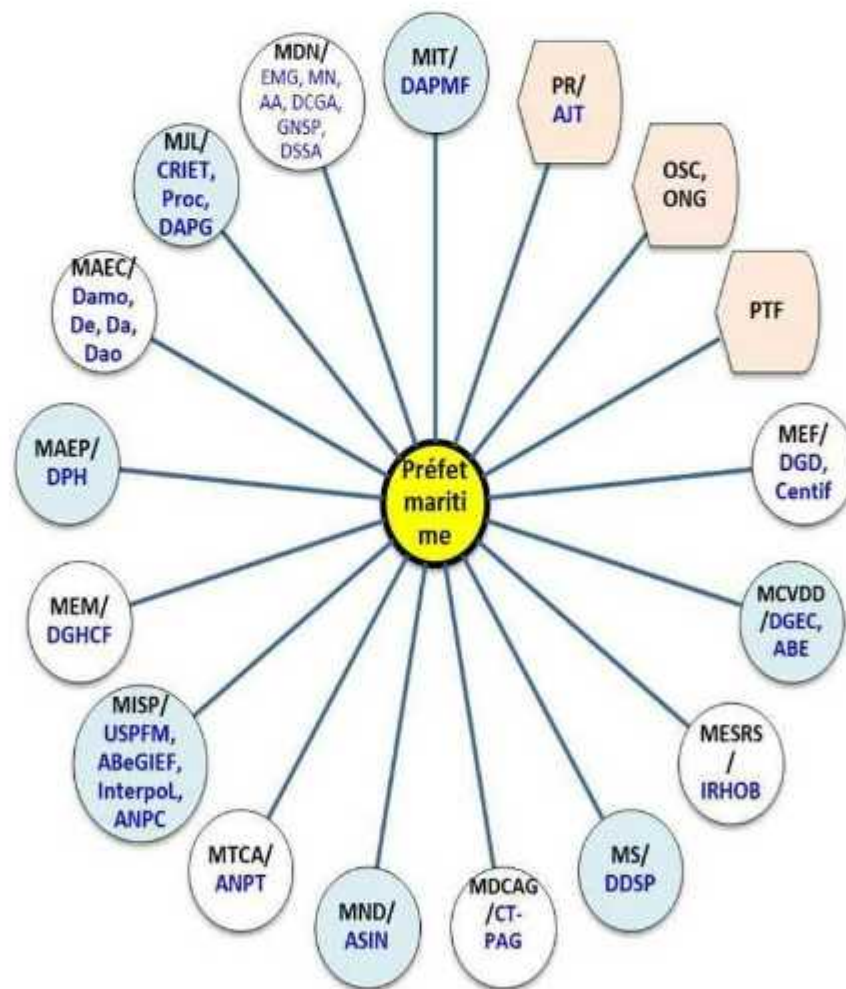 MIT/
DAPMF
PR/
AJT
OSC,
ONG
PTF
MEF/
DGD,
Centif
MCVDD
/DGEC,
ABE
MESRS
/
IRHOB
MS/
DDSP
MDCAG
/CT-
PAG
MND/
ASIN
MTCA/
ANPT
MISP/
USPFM,
ABeGIEF,
InterpoL,
ANPC
MEM/
DGHCF
MAEP/
DPH
MAEC/
Damo,
De, Da,
Dao
MJL/
CRIET,
Proc,
DAPG
MDN/
EMG, MN,
AA, DCGA,
GNSP,
DSSA
Préfet
mariti
me